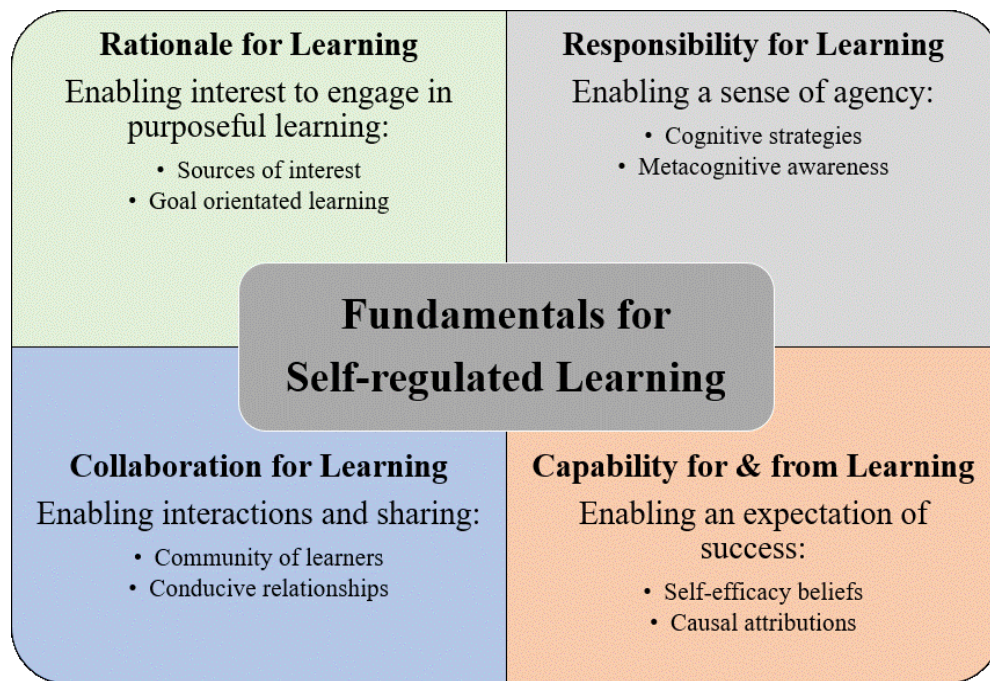 Rationale for Learning
Enabling interest to engage in
purposeful learning:
• Sources of interest
• Goal orientated learning
Responsibility for Learning
Enabling a sense of agency:
• Cognitive strategies
• Metacognitive awareness
Fundamentals for
Self-regulated Learning
Collaboration for Learning
Enabling interactions and sharing:
• Community of learners
• Conducive relationships
Capability for & from Learning
Enabling an expectation of
success:
• Self-efficacy beliefs
• Causal attributions